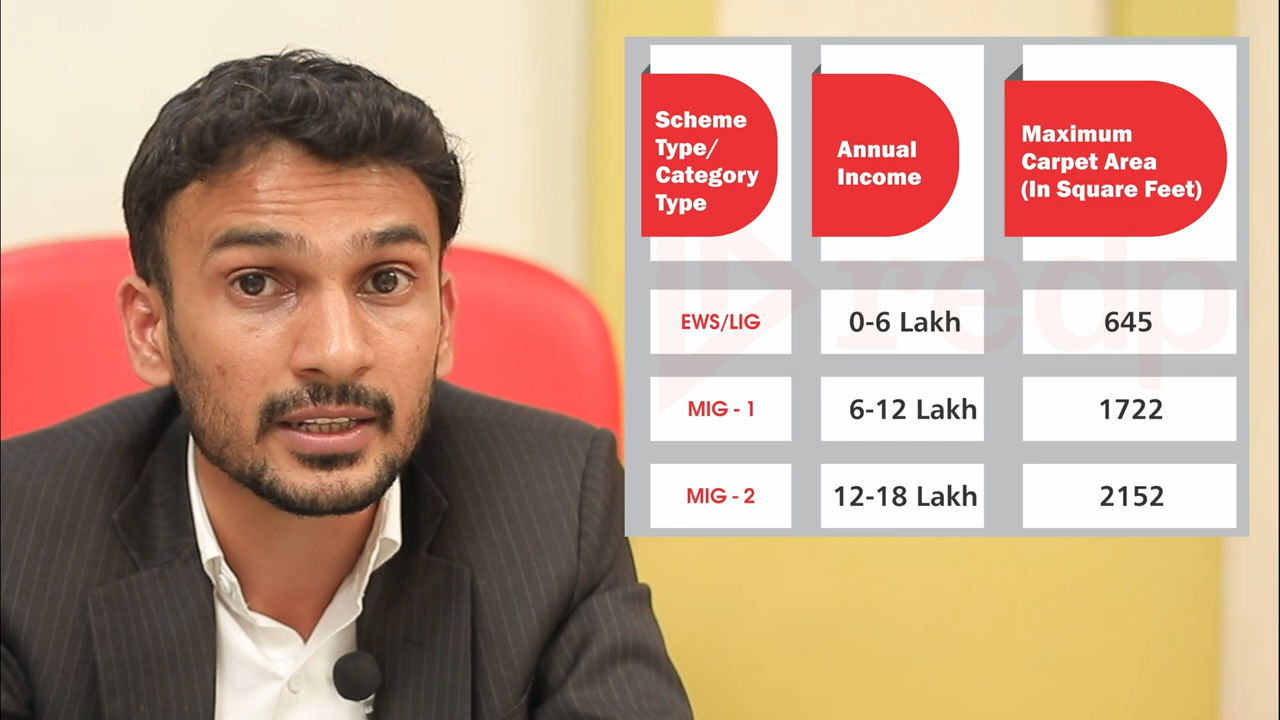 Scheme
Type/
Category
Type
Annual
Income
Maximum
Carpet Area
(In Square Feet)
EWS/LIG
0-6 Lakh
645
MIG - 1
6-12 Lakh
1722
MIG - 2
12-18 Lakh
2152